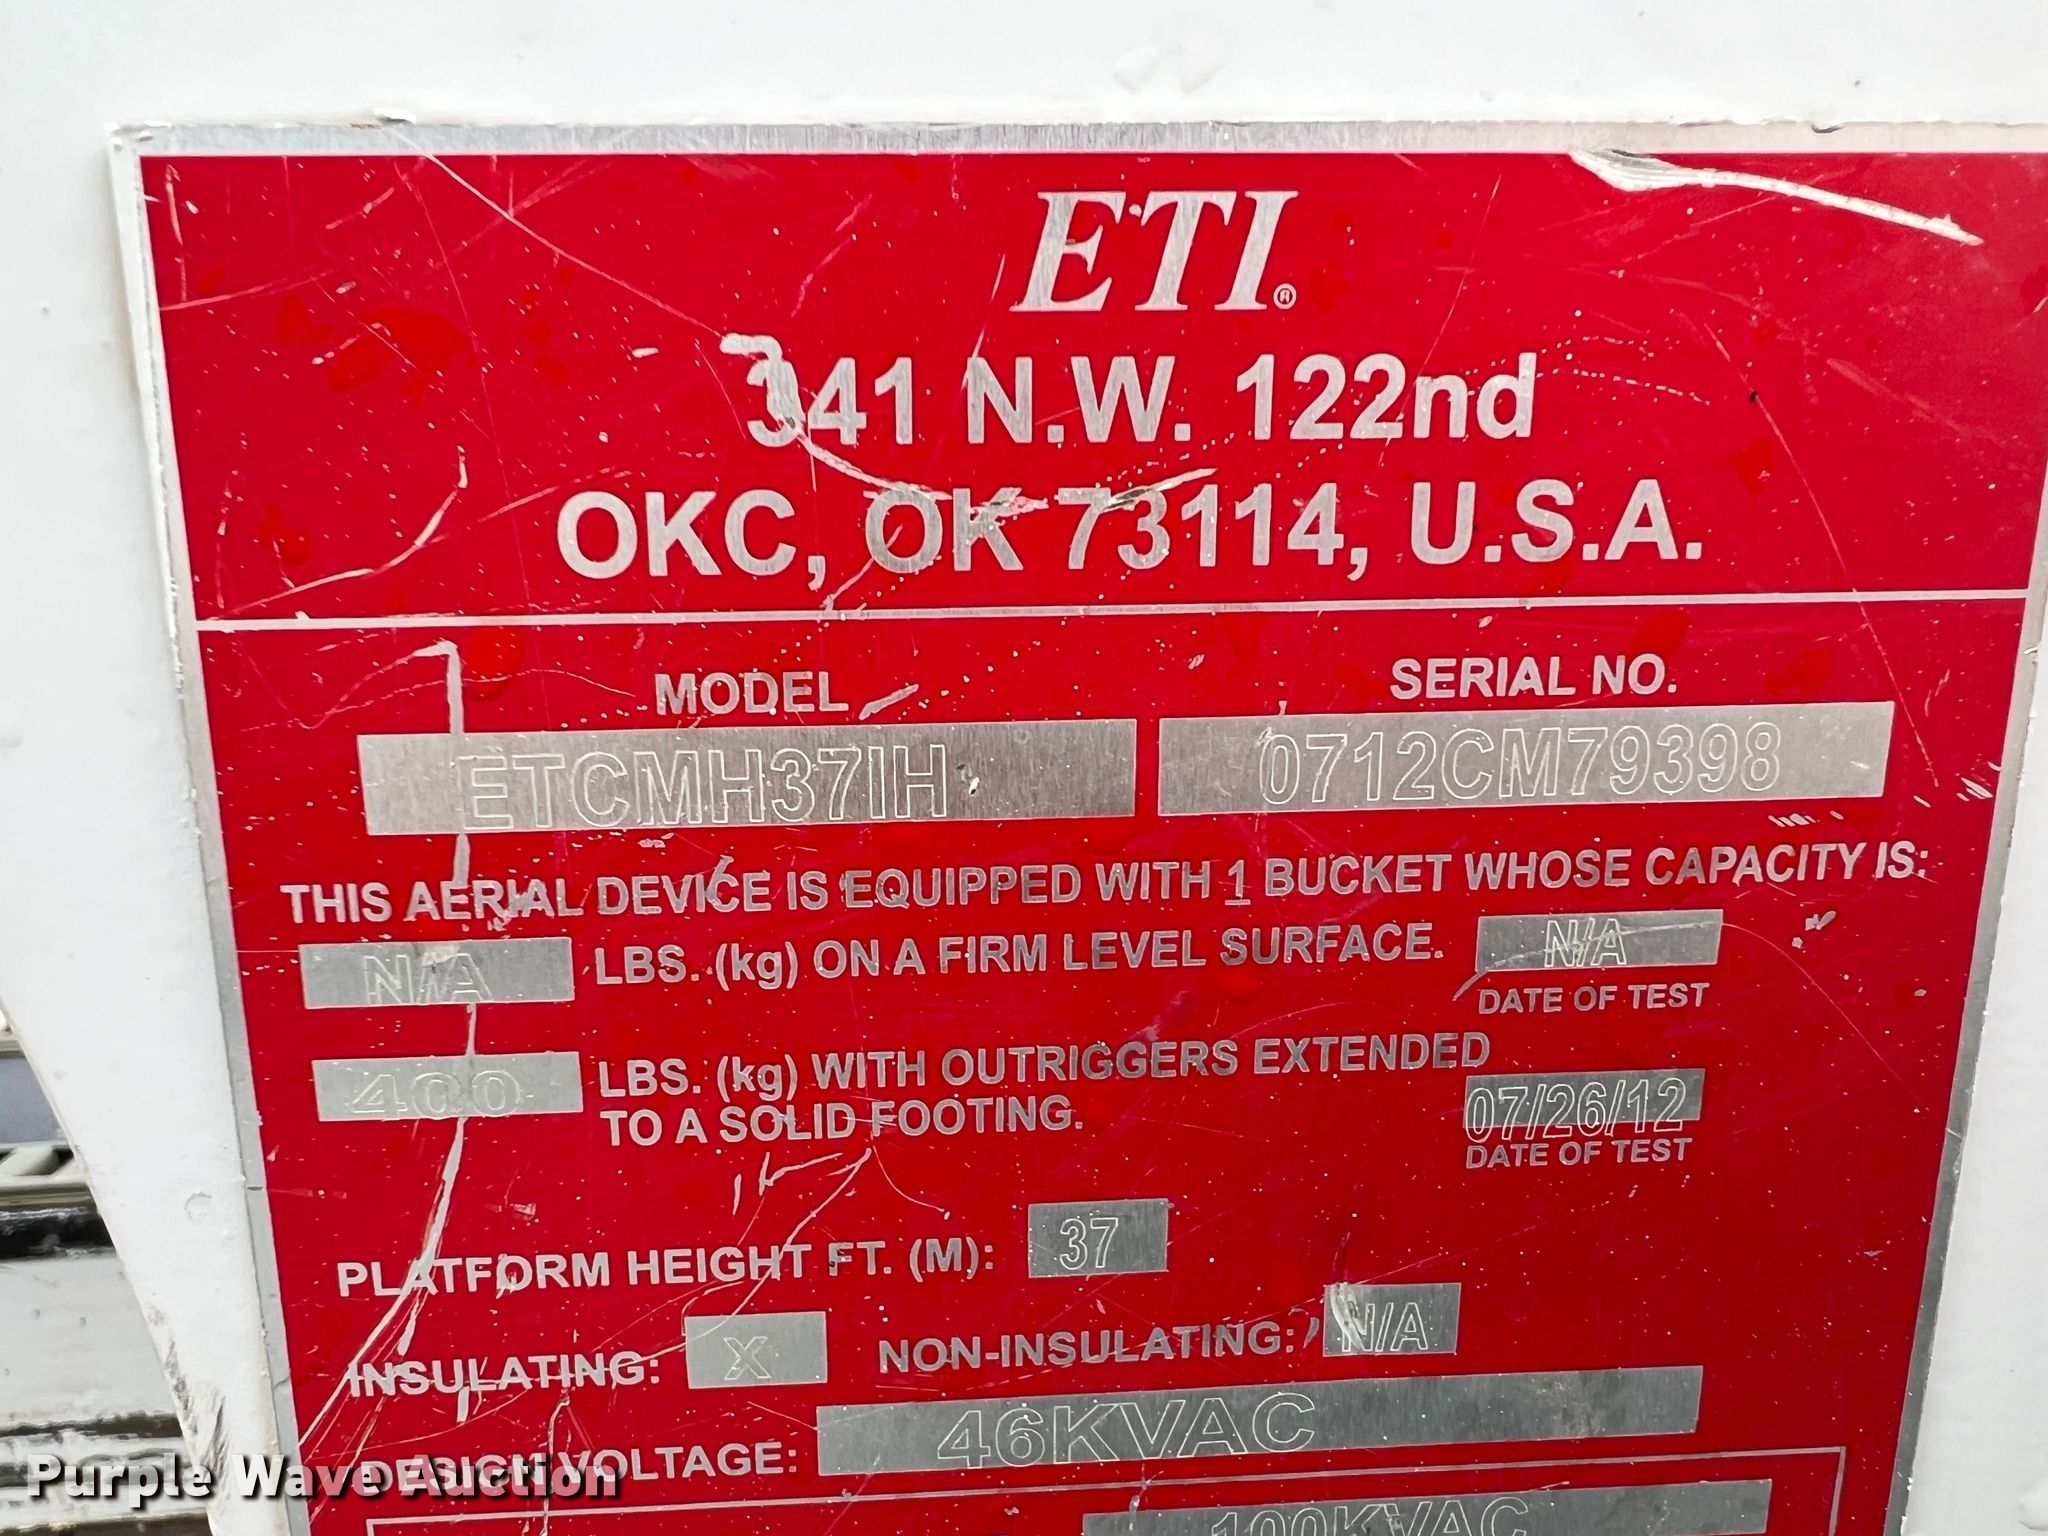 ETI®
341 N.W. 122nd
OKC, OK 73114, U.S.A.
MODEL SERIAL NO.
ETCMH37IH 0712CM79398
THIS AERIAL DEVICE IS EQUIPPED WITH 1 BUCKET WHOSE CAPACITY IS:
N/A LBS. (kg) ON A FIRM LEVEL SURFACE. N/A
DATE OF TEST
400 LBS. (kg) WITH OUTRIGGERS EXTENDED
TO A SOLID FOOTING. 07/26/12
DATE OF TEST
PLATFORM HEIGHT FT. (M): 37
INSULATING: X NON-INSULATING: N/A
DESIGN VOLTAGE: 46KVAC
100KVAC
Purple Wave Auction